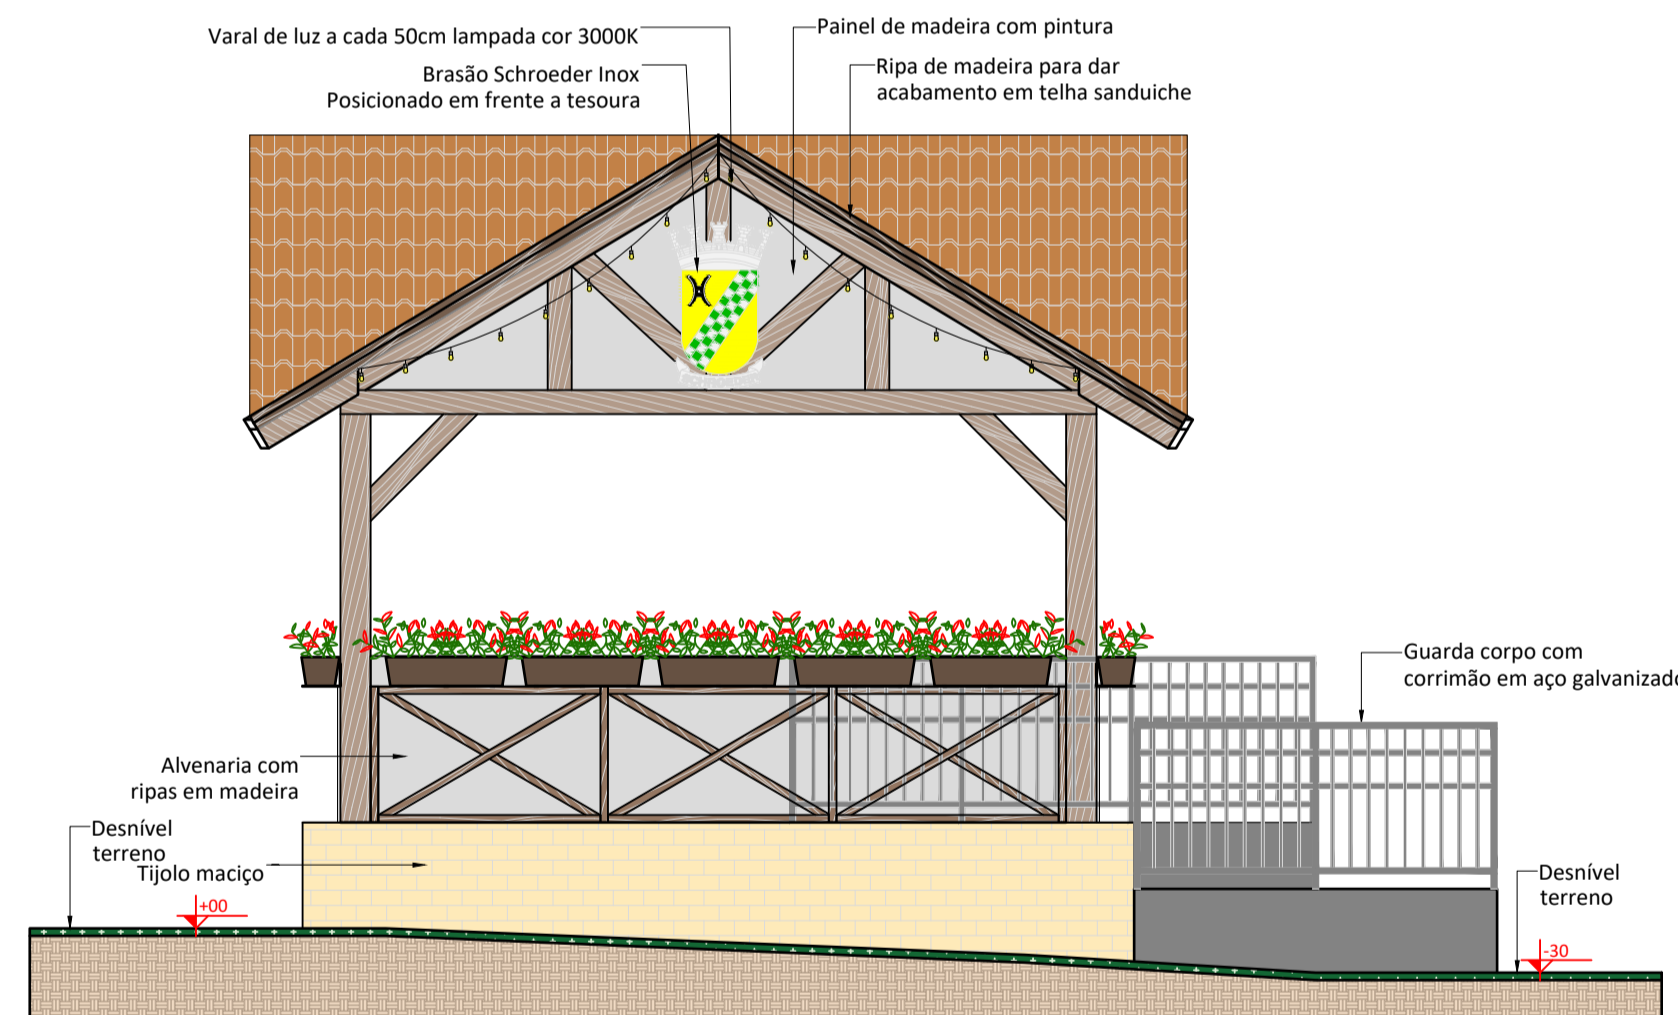 Varal de luz a cada 50cm lampada cor 3000K
Brasão Schroeder Inox
Posicionado em frente a tesoura
Painel de madeira com pintura
Ripa de madeira para dar
acabamento em telha sanduiche
Guarda corpo com
corrimão em aço galvanizado
Alvenaria com
ripas em madeira
Desnível
terreno
Tijolo maciço
+00
Desnível
terreno
-30